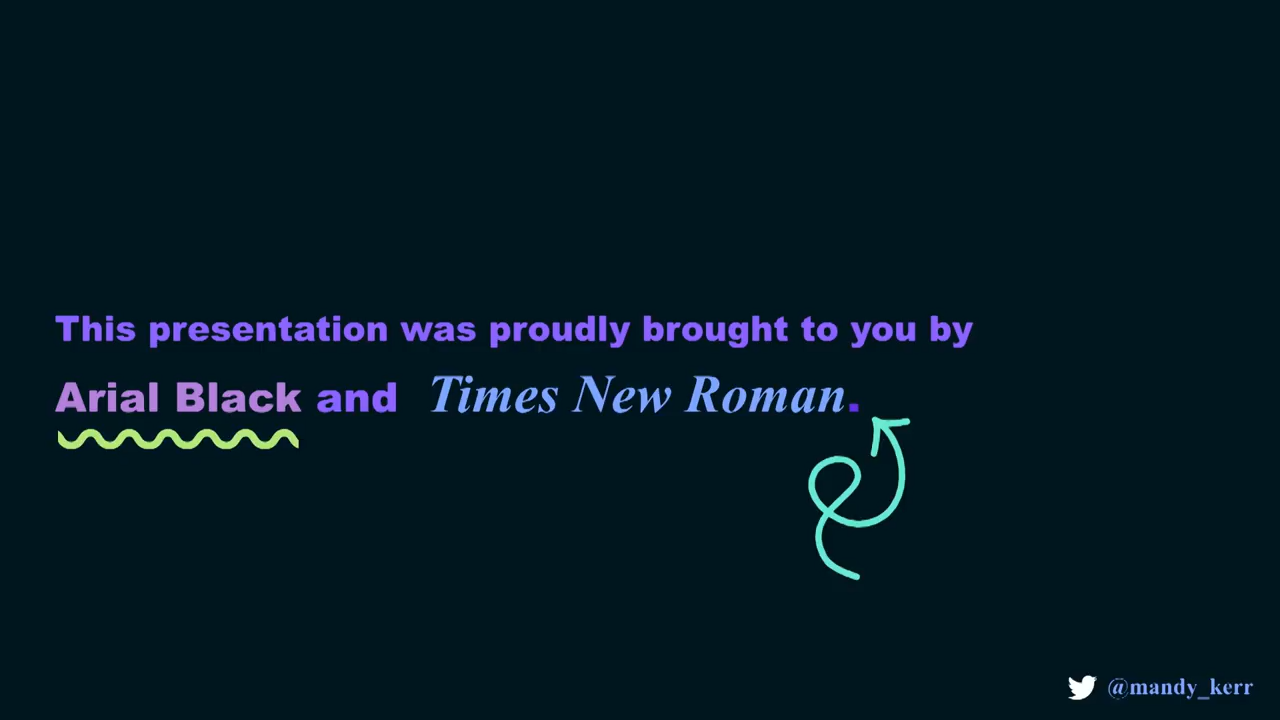 This presentation was proudly brought to you by
Arial Black and Times New Roman.
@mandy_kerr